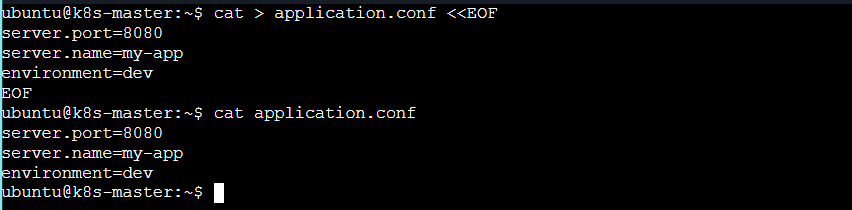 ubuntu@k8s-master:~$ cat > application.conf <<EOF
server.port=8080
server.name=my-app
environment=dev
EOF
ubuntu@k8s-master:~$ cat application.conf
server.port=8080
server.name=my-app
environment=dev
ubuntu@k8s-master:~$